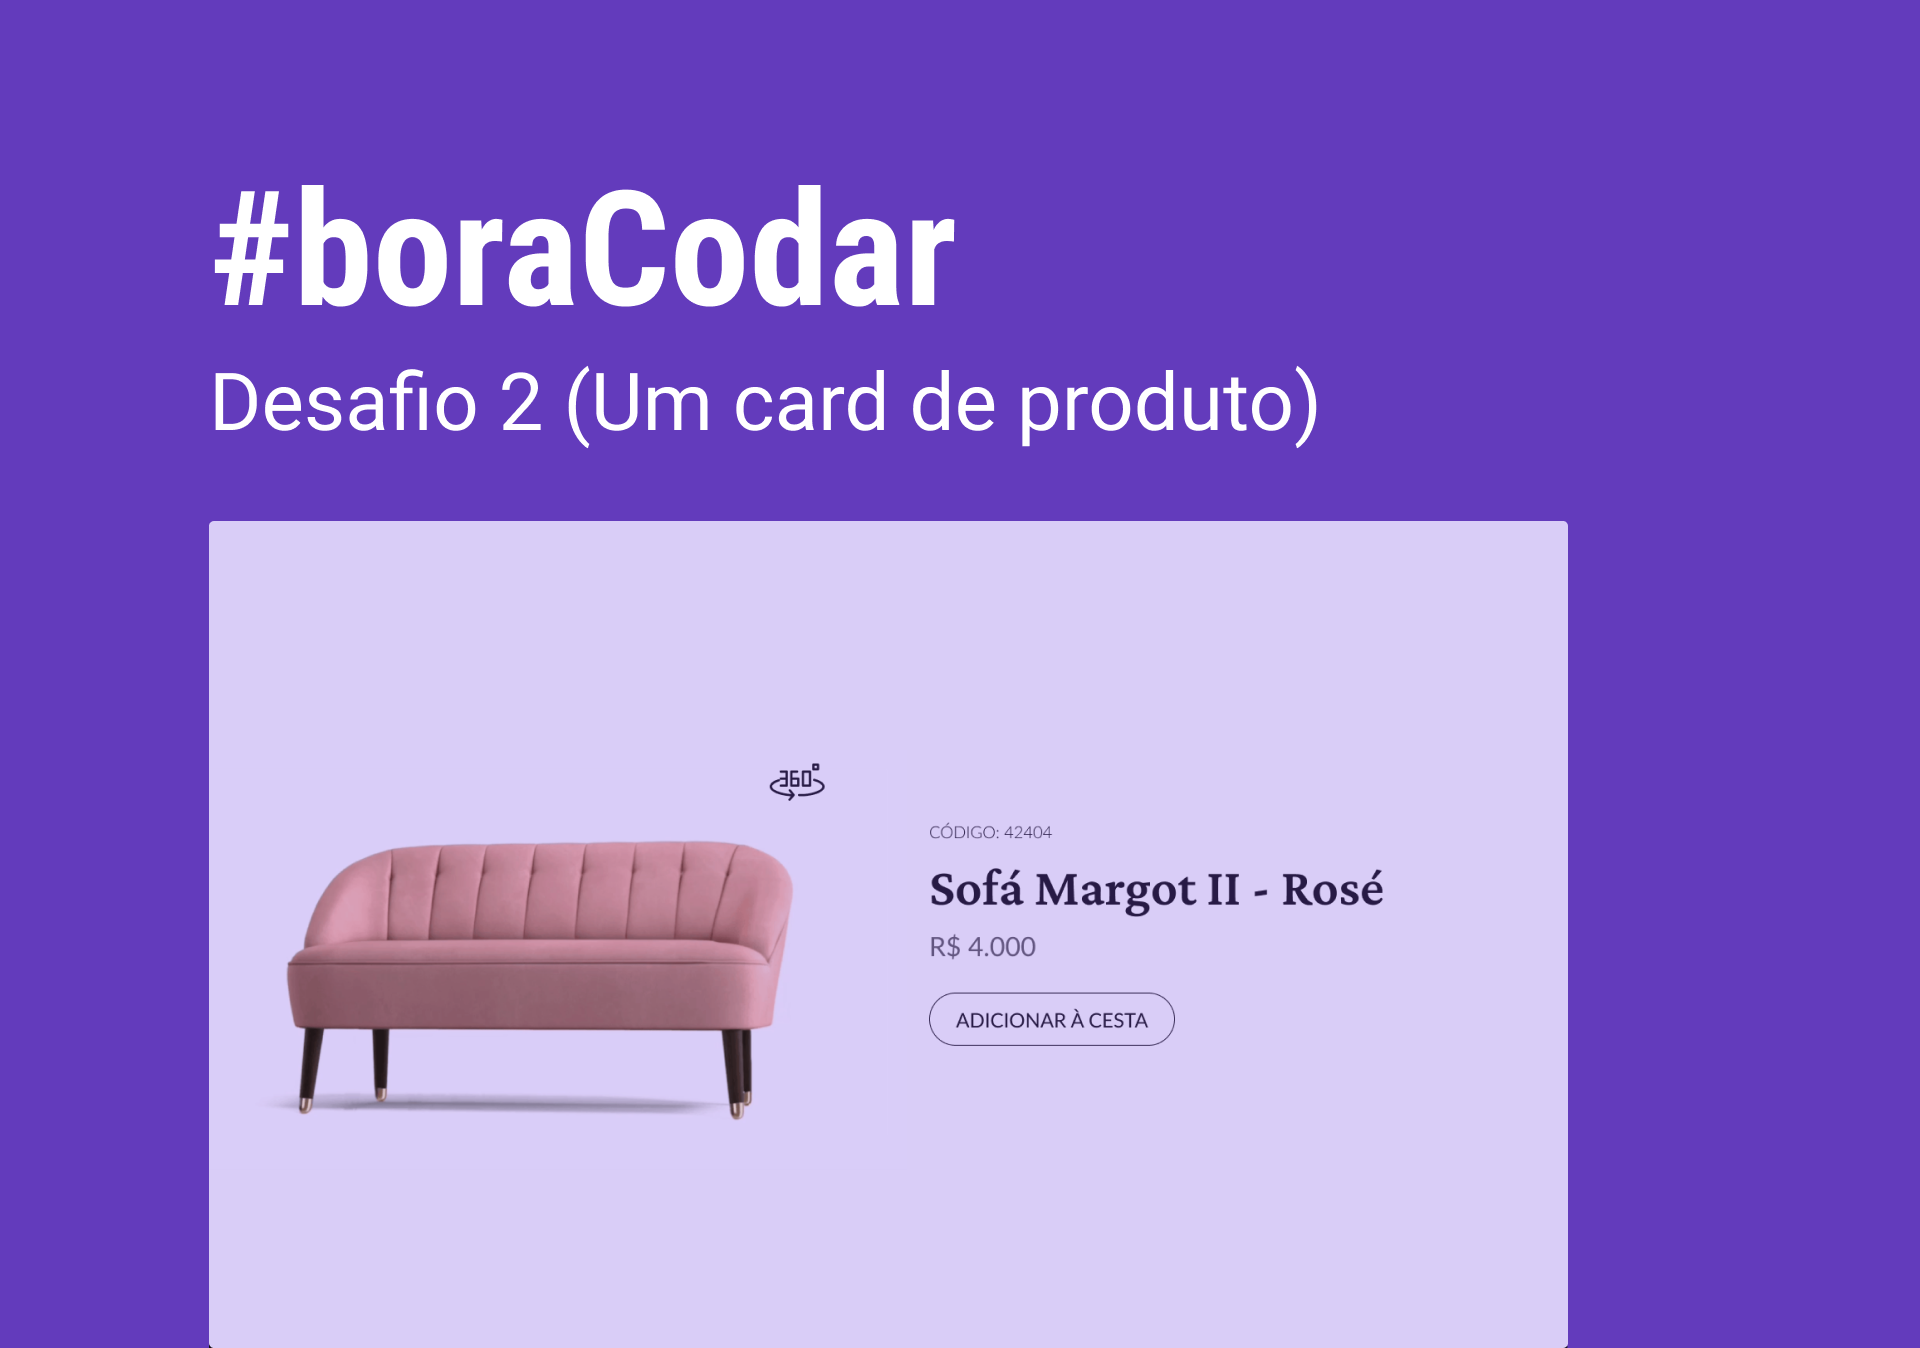 #boraCodar
Desafio 2 (Um card de produto)
360°
CÓDIGO: 42404
Sofá Margot II - Rosé
R$ 4.000
ADICIONAR À CESTA